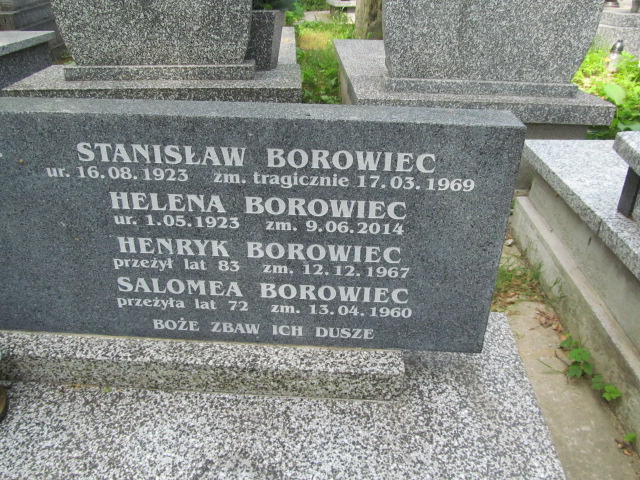 STANISŁAW BOROWIEC
ur. 16.08.1923 zm. tragicznie 17.03.1969
HELENA BOROWIEC
ur. 1.05.1923 zm. 9.06.2014
HENRYK BOROWIEC
przeżył lat 83 zm. 12.12.1967
SALOMEA BOROWIEC
przeżyła lat 72 zm. 13.04.1960
BOŻE ZBAW ICH DUSZE